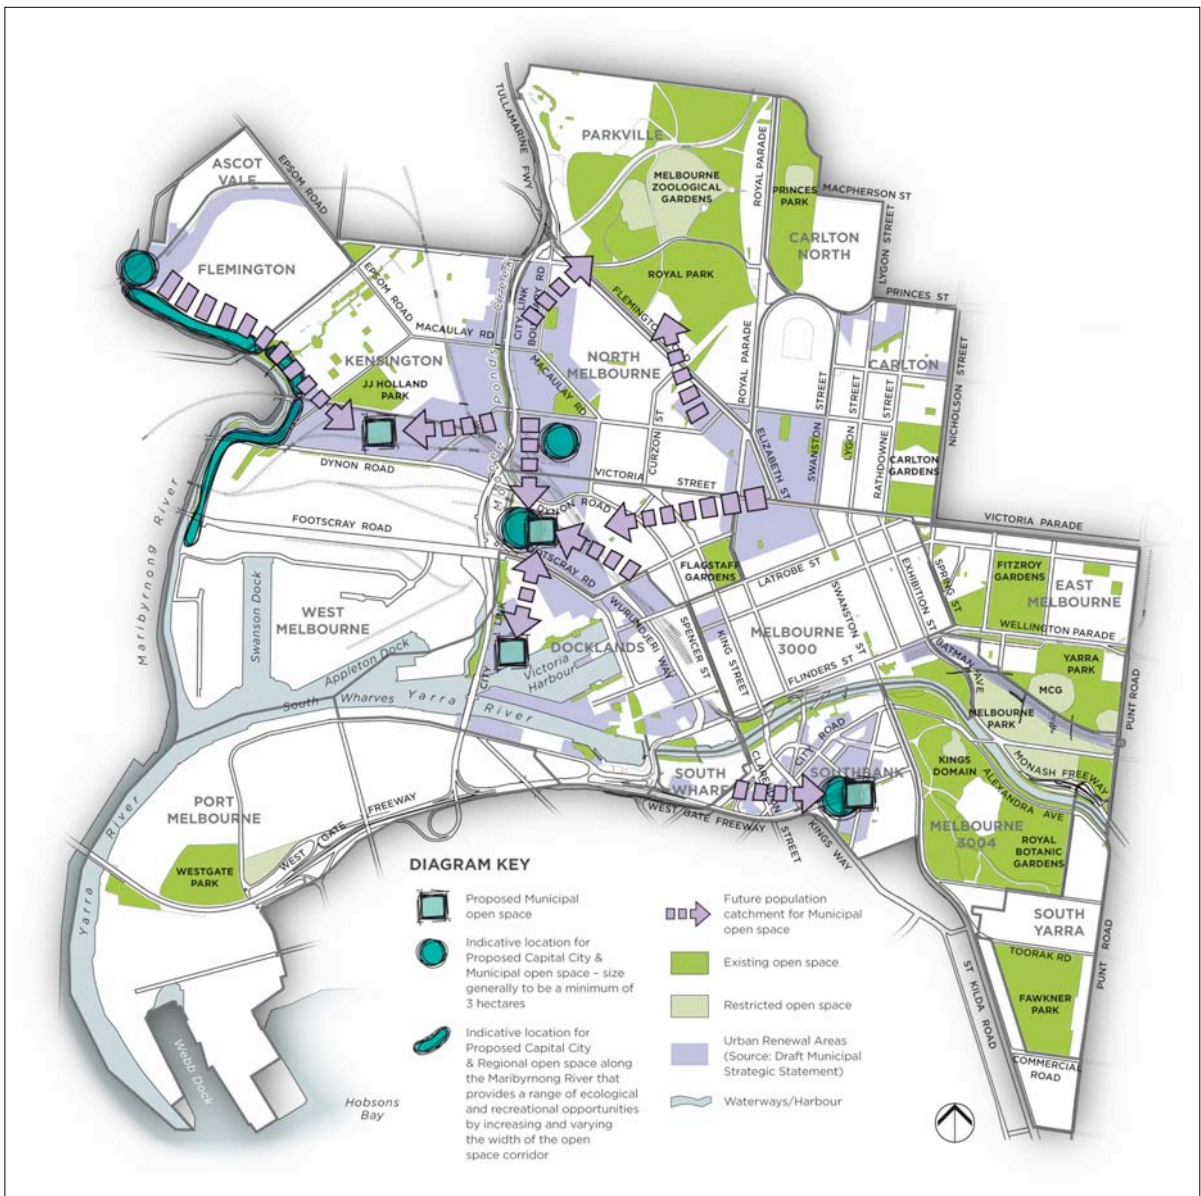 TULLAMARINE FWY
PARKVILLE
ROYAL PARADE
ASCOT
VALE
EPSOM ROAD
MELBOURNE
ZOOLOGICAL
GARDENS
PRINCES
PARK
MACPHERSON ST
CARLTON
NORTH
LYGON STREET
FLEMINGTON
EPSOM ROAD
Creek
CITY LINK
ROYAL PARK
FLEMINGTON
PRINCES ST
MACAULAY RD
KENSINGTON
NORTH
MELBOURNE
ROYAL PARADE
CARLTON
NICHOLSON STREET
JJ HOLLAND
PARK
Ponds
MACAULAY RD
CURZON ST
ELIZABETH ST
SWANSTON STREET
LYGON STREET
RATHDOWNE STREET
CARLTON
GARDENS
Maribyrnong River
DYNON ROAD
Moonee
VICTORIA STREET
DYNON ROAD
VICTORIA PARADE
FOOTSCRAY ROAD
FLAGSTAFF
GARDENS
LATROBE ST
EXHIBITION ST
SPRING ST
FITZROY
GARDENS
EAST
MELBOURNE
Swanson Dock
WEST
MELBOURNE
Appleton Dock
CITY LINK
DOCKLANDS
WURUNDJERI WAY
SPENCER ST
KING STREET
MELBOURNE
3000
SWANSTON ST
FLINDERS ST
WELLINGTON PARADE
BATMAN AVE
YARRA
PARK
MCG
PUNT ROAD
Victoria
Harbour
South Wharves
Yarra River
MELBOURNE
PARK
CITY ROAD
SOUTHBANK
KINGS
DOMAIN
MONASH FREEWAY
ALEXANDRA AVE
SOUTH
WHARF
STREET
WEST GATE FREEWAY
KINGS WAY
MELBOURNE
3004
ROYAL
BOTANIC
GARDENS
PORT
MELBOURNE
WEST GATE FREEWAY
WESTGATE
PARK
Yarra River
SOUTH
YARRA
TOORAK RD
PUNT ROAD
FAWKNER
PARK
ST KILDA ROAD
COMMERCIAL
ROAD
Webb Dock
Hobsons
Bay
DIAGRAM KEY
Proposed Municipal
open space
Indicative location for
Proposed Capital City &
Municipal open space – size
generally to be a minimum of
3 hectares
Indicative location for
Proposed Capital City
& Regional open space along
the Maribyrnong River that
provides a range of ecological
and recreational opportunities
by increasing and varying
the width of the open
space corridor
Future population
catchment for Municipal
open space
Existing open space
Restricted open space
Urban Renewal Areas
(Source: Draft Municipal
Strategic Statement)
Waterways/Harbour